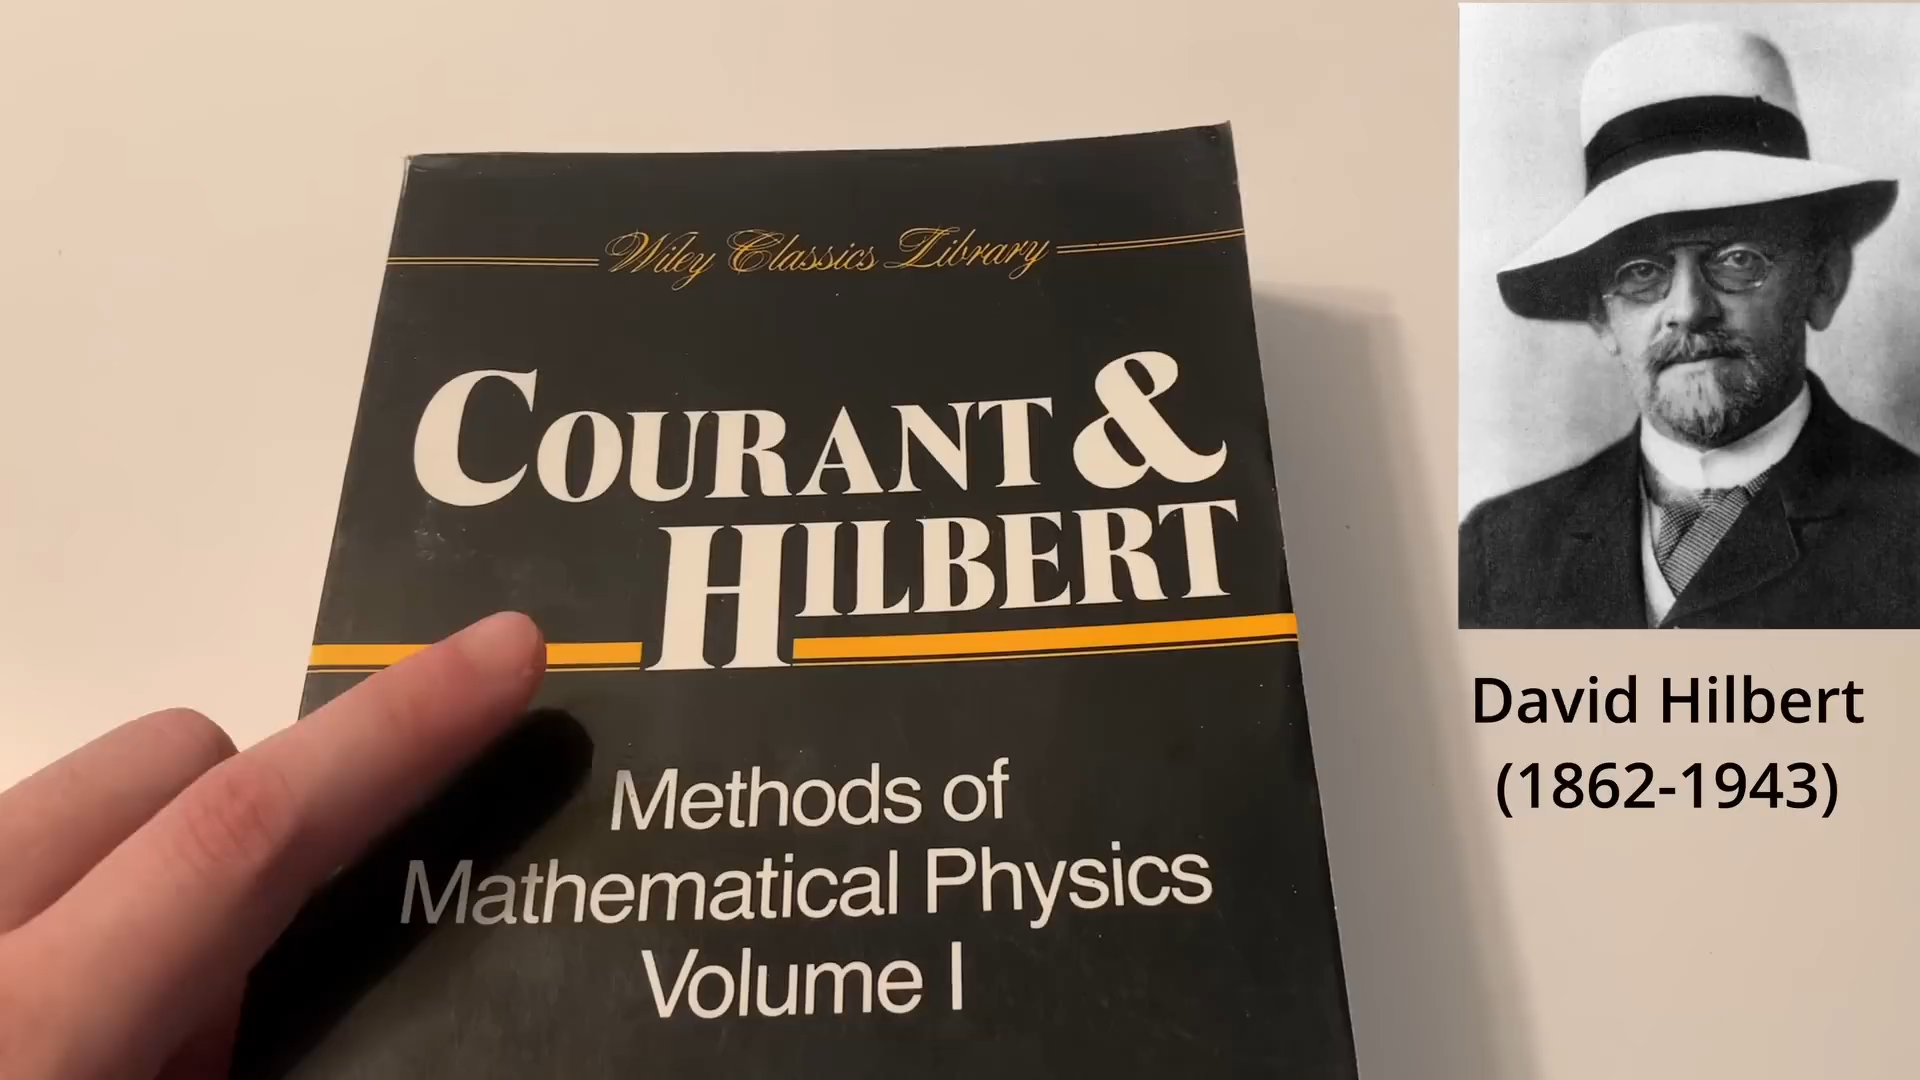 Wiley Classics Library
COURANT &
HILBERT
Methods of
Mathematical Physics
Volume I
David Hilbert
(1862-1943)